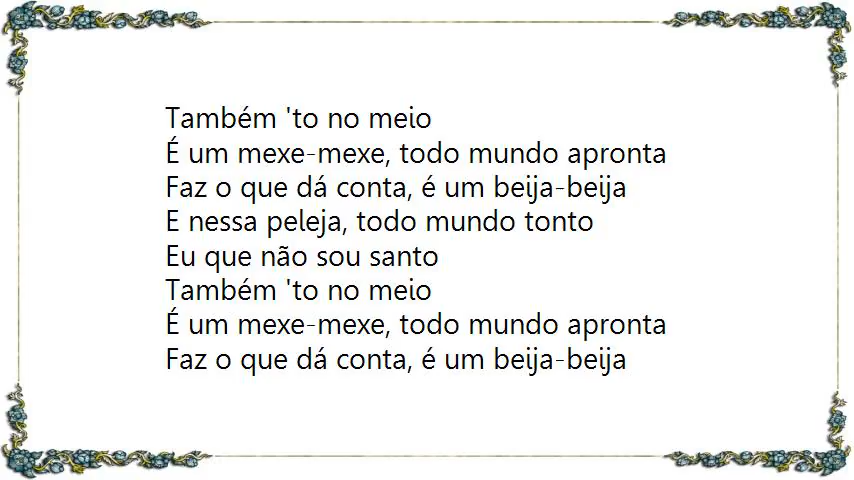 Também 'to no meio
É um mexe-mexe, todo mundo apronta
Faz o que dá conta, é um beija-beija
E nessa peleja, todo mundo tonto
Eu que não sou santo
Também 'to no meio
É um mexe-mexe, todo mundo apronta
Faz o que dá conta, é um beija-beija